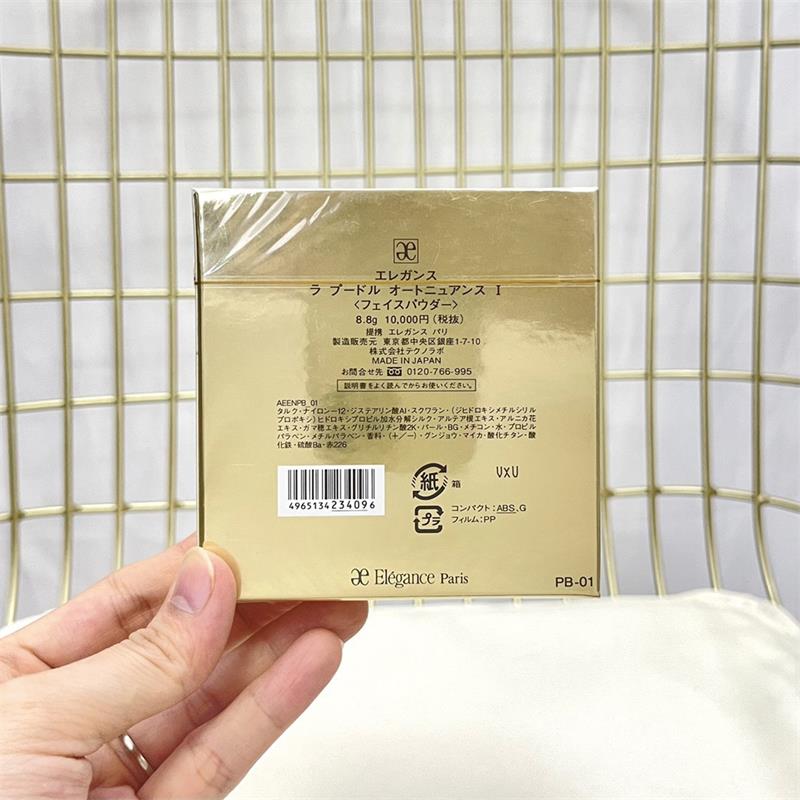 æ
エレガンス
ラ プードル オートニュアンス I
〈フェイスパウダー〉
8.8g 10,000円(税抜)
提携 エレガンス パリ
製造販売元 東京都中央区銀座1-7-10
株式会社テクノラボ
MADE IN JAPAN
お問合せ先 0120-766-995
説明書をよく読んでからお使いください。
AEENPB_01
タルク・ナイロン-12・ジステアリン酸Al・スクワラン・(ジヒドロキシメチルシリル
プロポキシ)ヒドロキシプロピル加水分解シルク・アルテア根エキス・アルニカ花
エキス・ガマ穂エキス・グリチルリチン酸2K・パール・BG・メチコン・水・プロピル
パラベン・メチルパラベン・香料・(+/-)・グンジョウ・マイカ・酸化チタン・酸
化鉄・硫酸Ba・赤226
4965134234096
紙 箱
VXU
プラ
コンパクト:ABS、G
フィルム:PP
æ Elégance Paris
PB-01